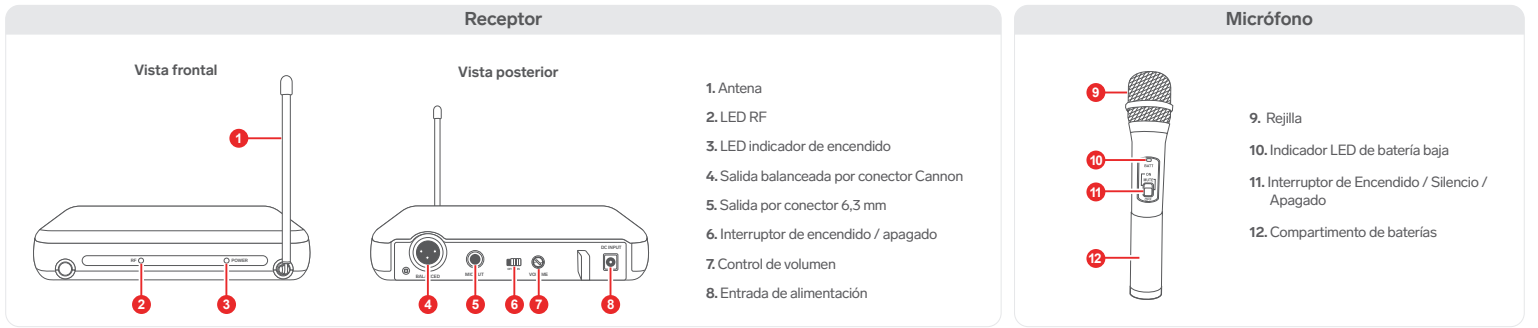 Receptor
Vista frontal
1
RF
POWER
2
3
Vista posterior
BALANCED
DC INPUT
4
5
6
7
8
1. Antena
2. LED RF
3. LED indicador de encendido
4. Salida balanceada por conector Cannon
5. Salida por conector 6,3 mm
6. Interruptor de encendido / apagado
7. Control de volumen
8. Entrada de alimentación
Micrófono
9
10
BATT
ON
MUTE
11
12
9. Rejilla
10. Indicador LED de batería baja
11. Interruptor de Encendido / Silencio /
Apagado
12. Compartimento de baterías